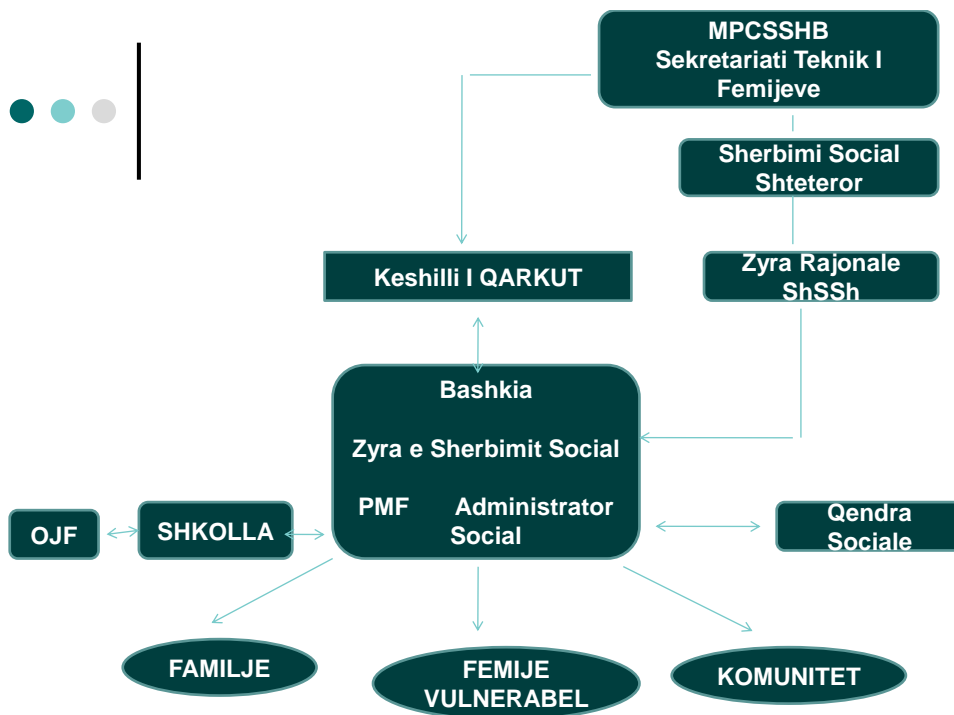 MPCSSHB
Sekretariati Teknik I
Femijeve
Sherbimi Social
Shteteror
Keshilli I QARKUT
Zyra Rajonale
ShSSh
Bashkia
Zyra e Sherbimit Social
PMF Administrator
Social
OJF
SHKOLLA
Qendra
Sociale
FAMILJE
FEMIJE
VULNERABEL
KOMUNITET